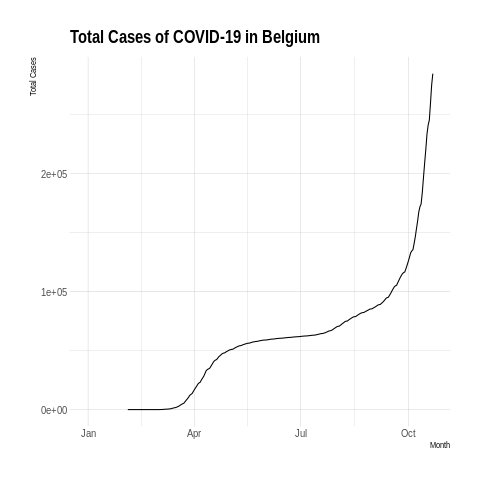 Total Cases of COVID-19 in Belgium
Total Cases
2e+05
1e+05
0e+00
Jan Apr Jul Oct
Month